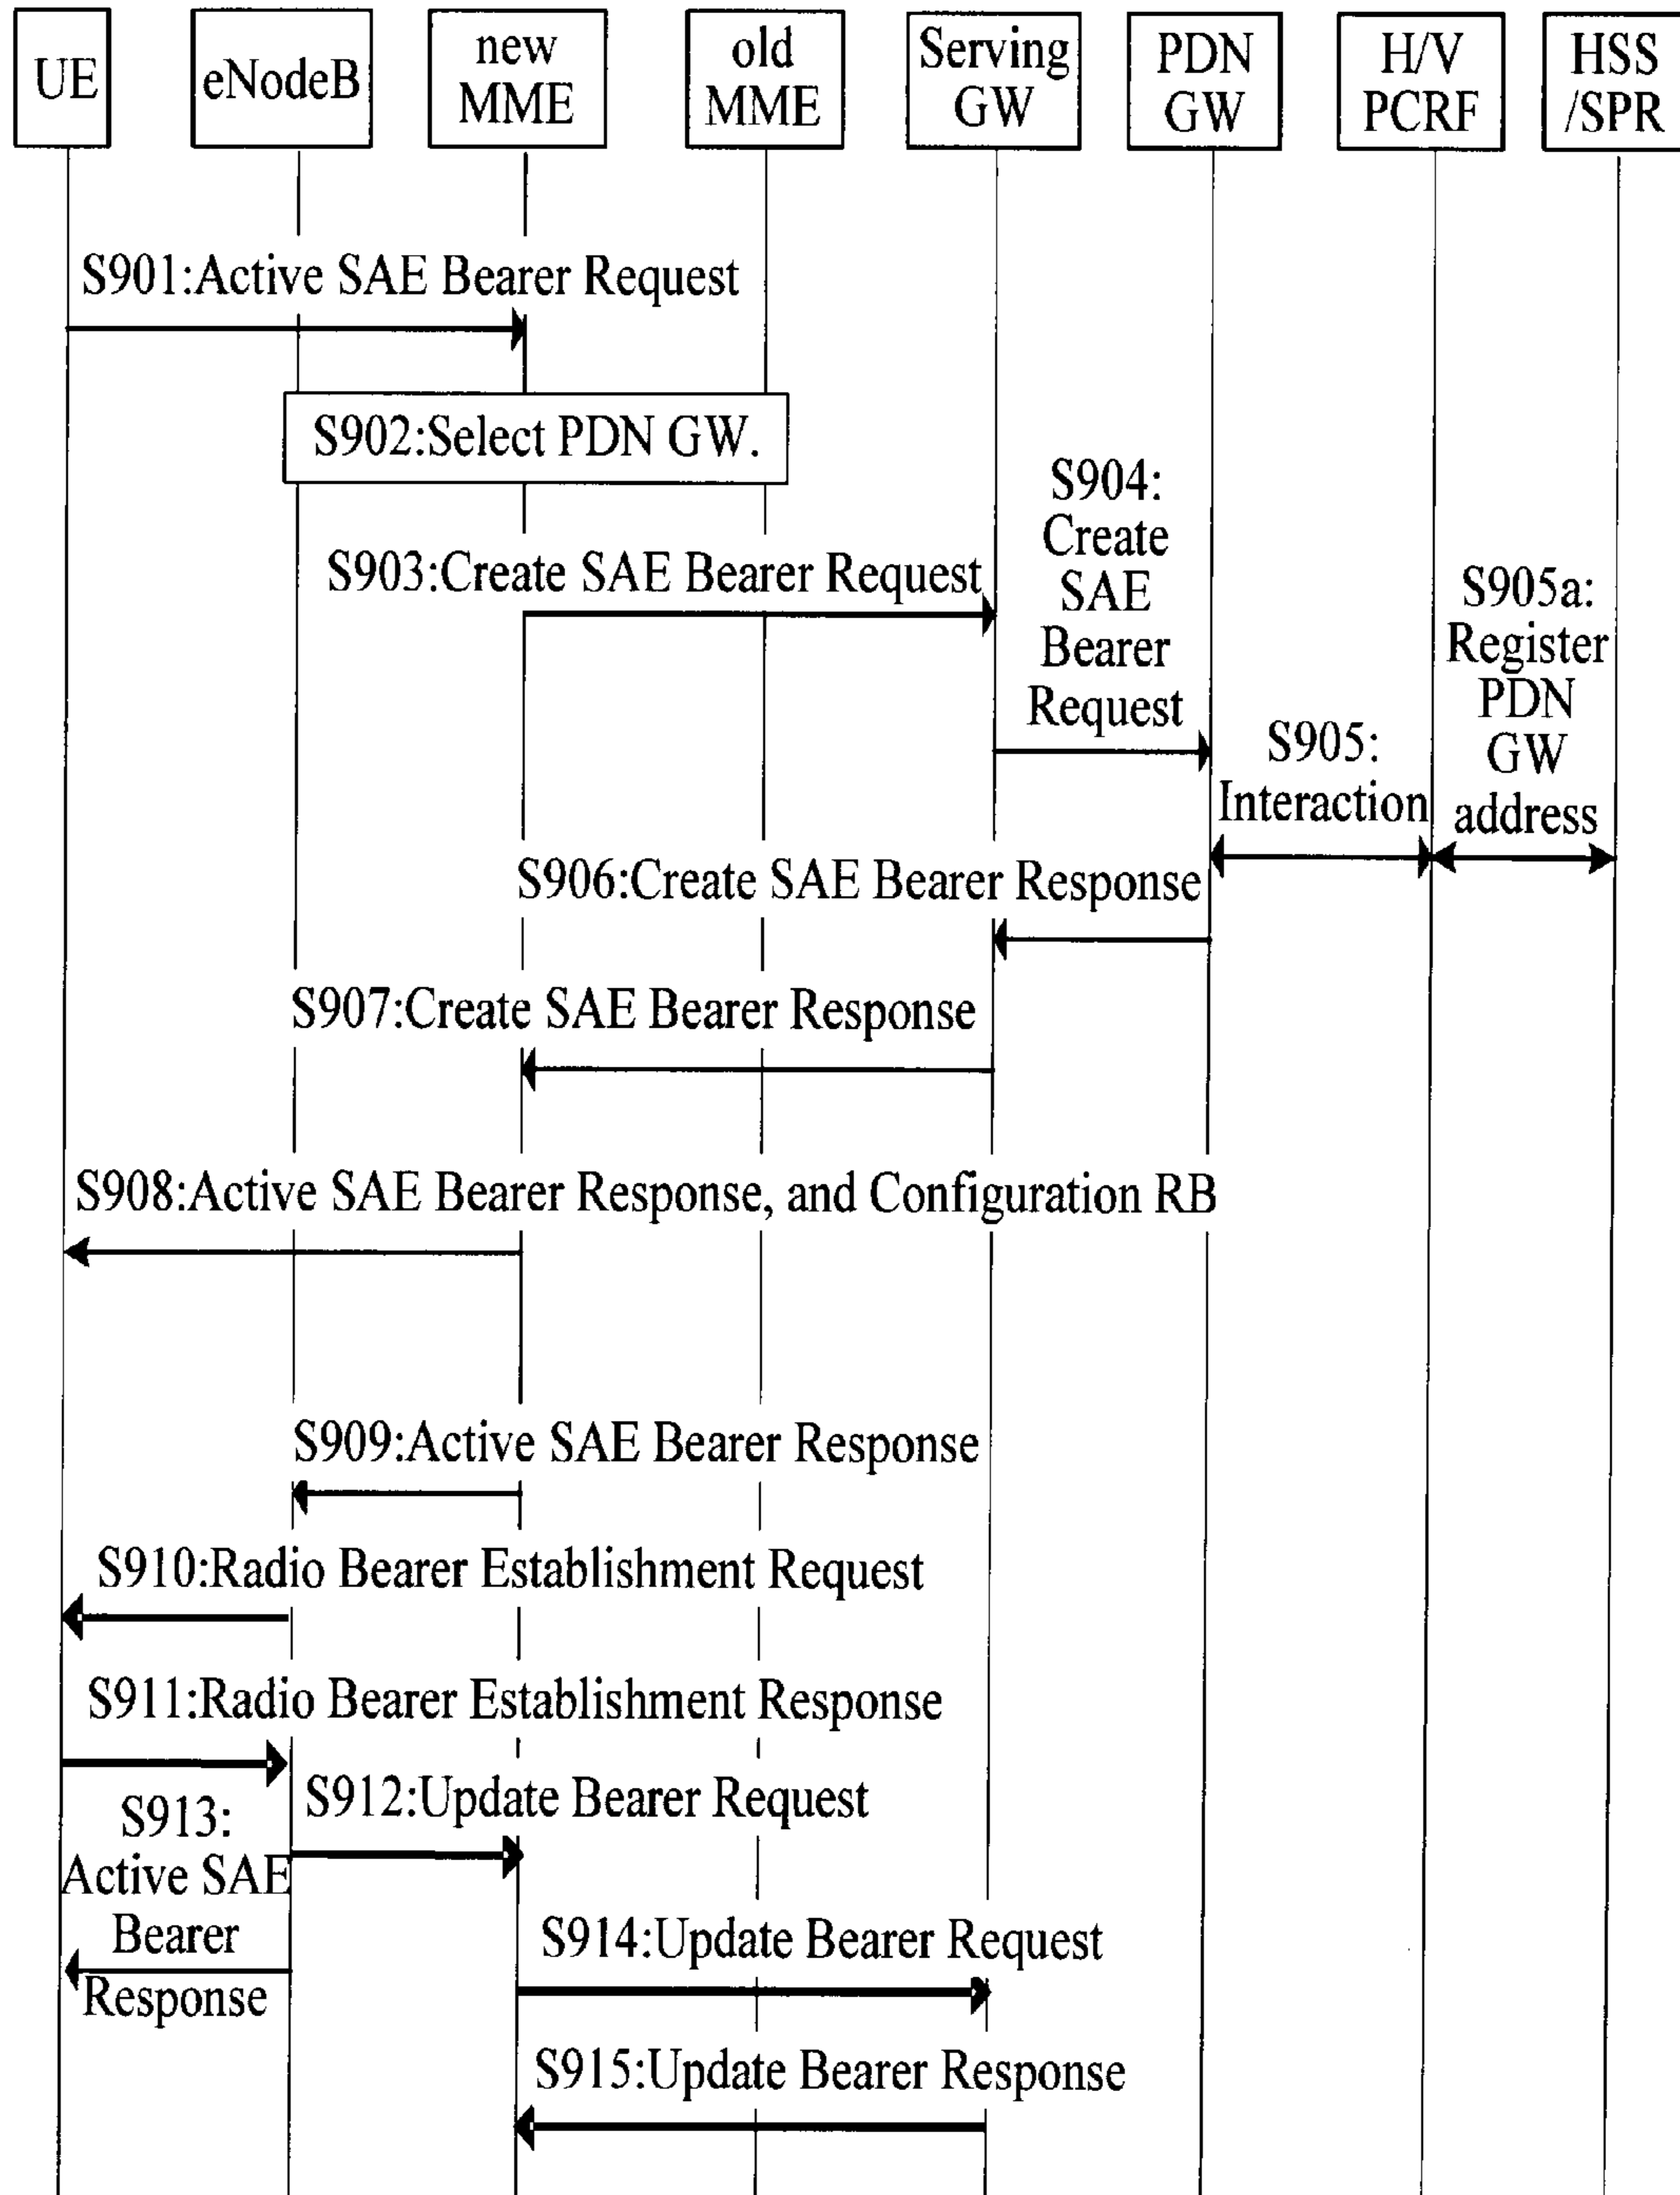 UE
eNodeB
new
MME
old
MME
Serving
GW
PDN
GW
H/V
PCRF
HSS
/SPR
S901:Active SAE Bearer Request
S902:Select PDN GW.
S903:Create SAE Bearer Request
S904:
Create
SAE
Bearer
Request
S905:
Interaction
S905a:
Register
PDN
GW
address
S906:Create SAE Bearer Response
S907:Create SAE Bearer Response
S908:Active SAE Bearer Response, and Configuration RB
S909:Active SAE Bearer Response
S910:Radio Bearer Establishment Request
S911:Radio Bearer Establishment Response
S912:Update Bearer Request
S913:
Active SAE
Bearer
Response
S914:Update Bearer Request
S915:Update Bearer Response